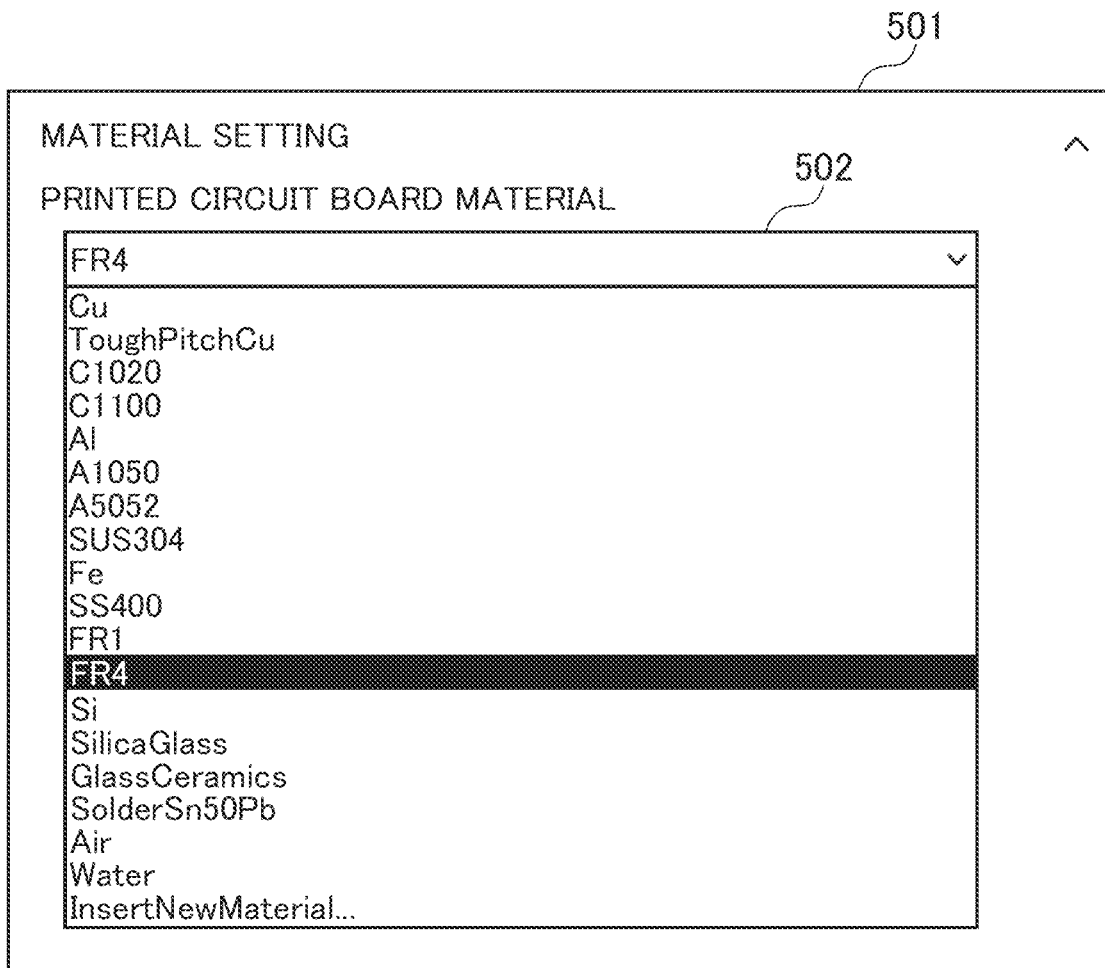 501
MATERIAL SETTING
502
PRINTED CIRCUIT BOARD MATERIAL
FR4
Cu
ToughPitchCu
C1020
C1100
Al
A1050
A5052
SUS304
Fe
SS400
FR1
FR4
Si
SilicaGlass
GlassCeramics
SolderSn50Pb
Air
Water
InsertNewMaterial...